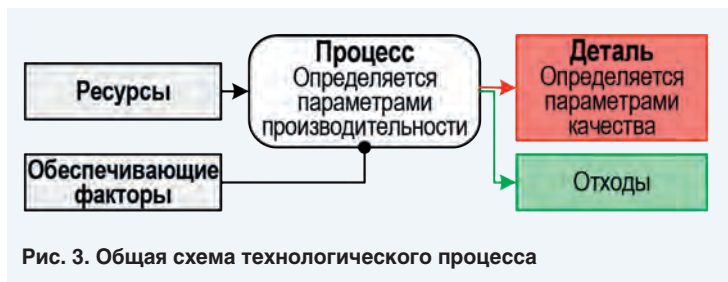 Ресурсы
Обеспечивающие
факторы
Процесс
Определяется
параметрами
производительности
Деталь
Определяется
параметрами
качества
Отходы
Рис. 3. Общая схема технологического процесса